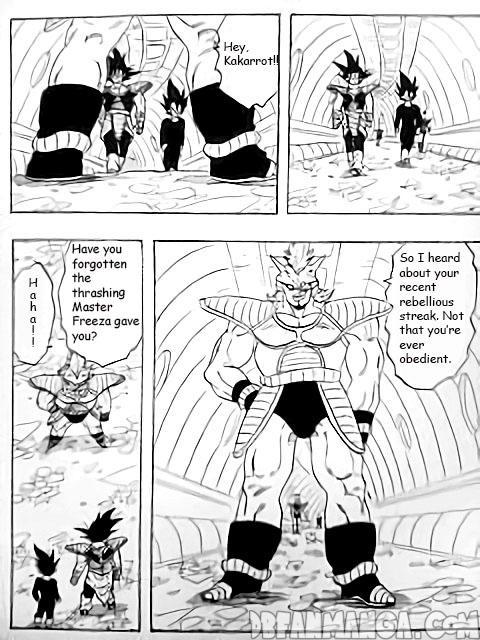 Hey,
Kakarrot!!
So I heard
about your
recent
rebellious
streak. Not
that you're
ever
obedient.
Have you
forgotten
the
thrashing
Master
Freeza gave
you?
H
a
h
a
!
!
DBFANMANGA.COM